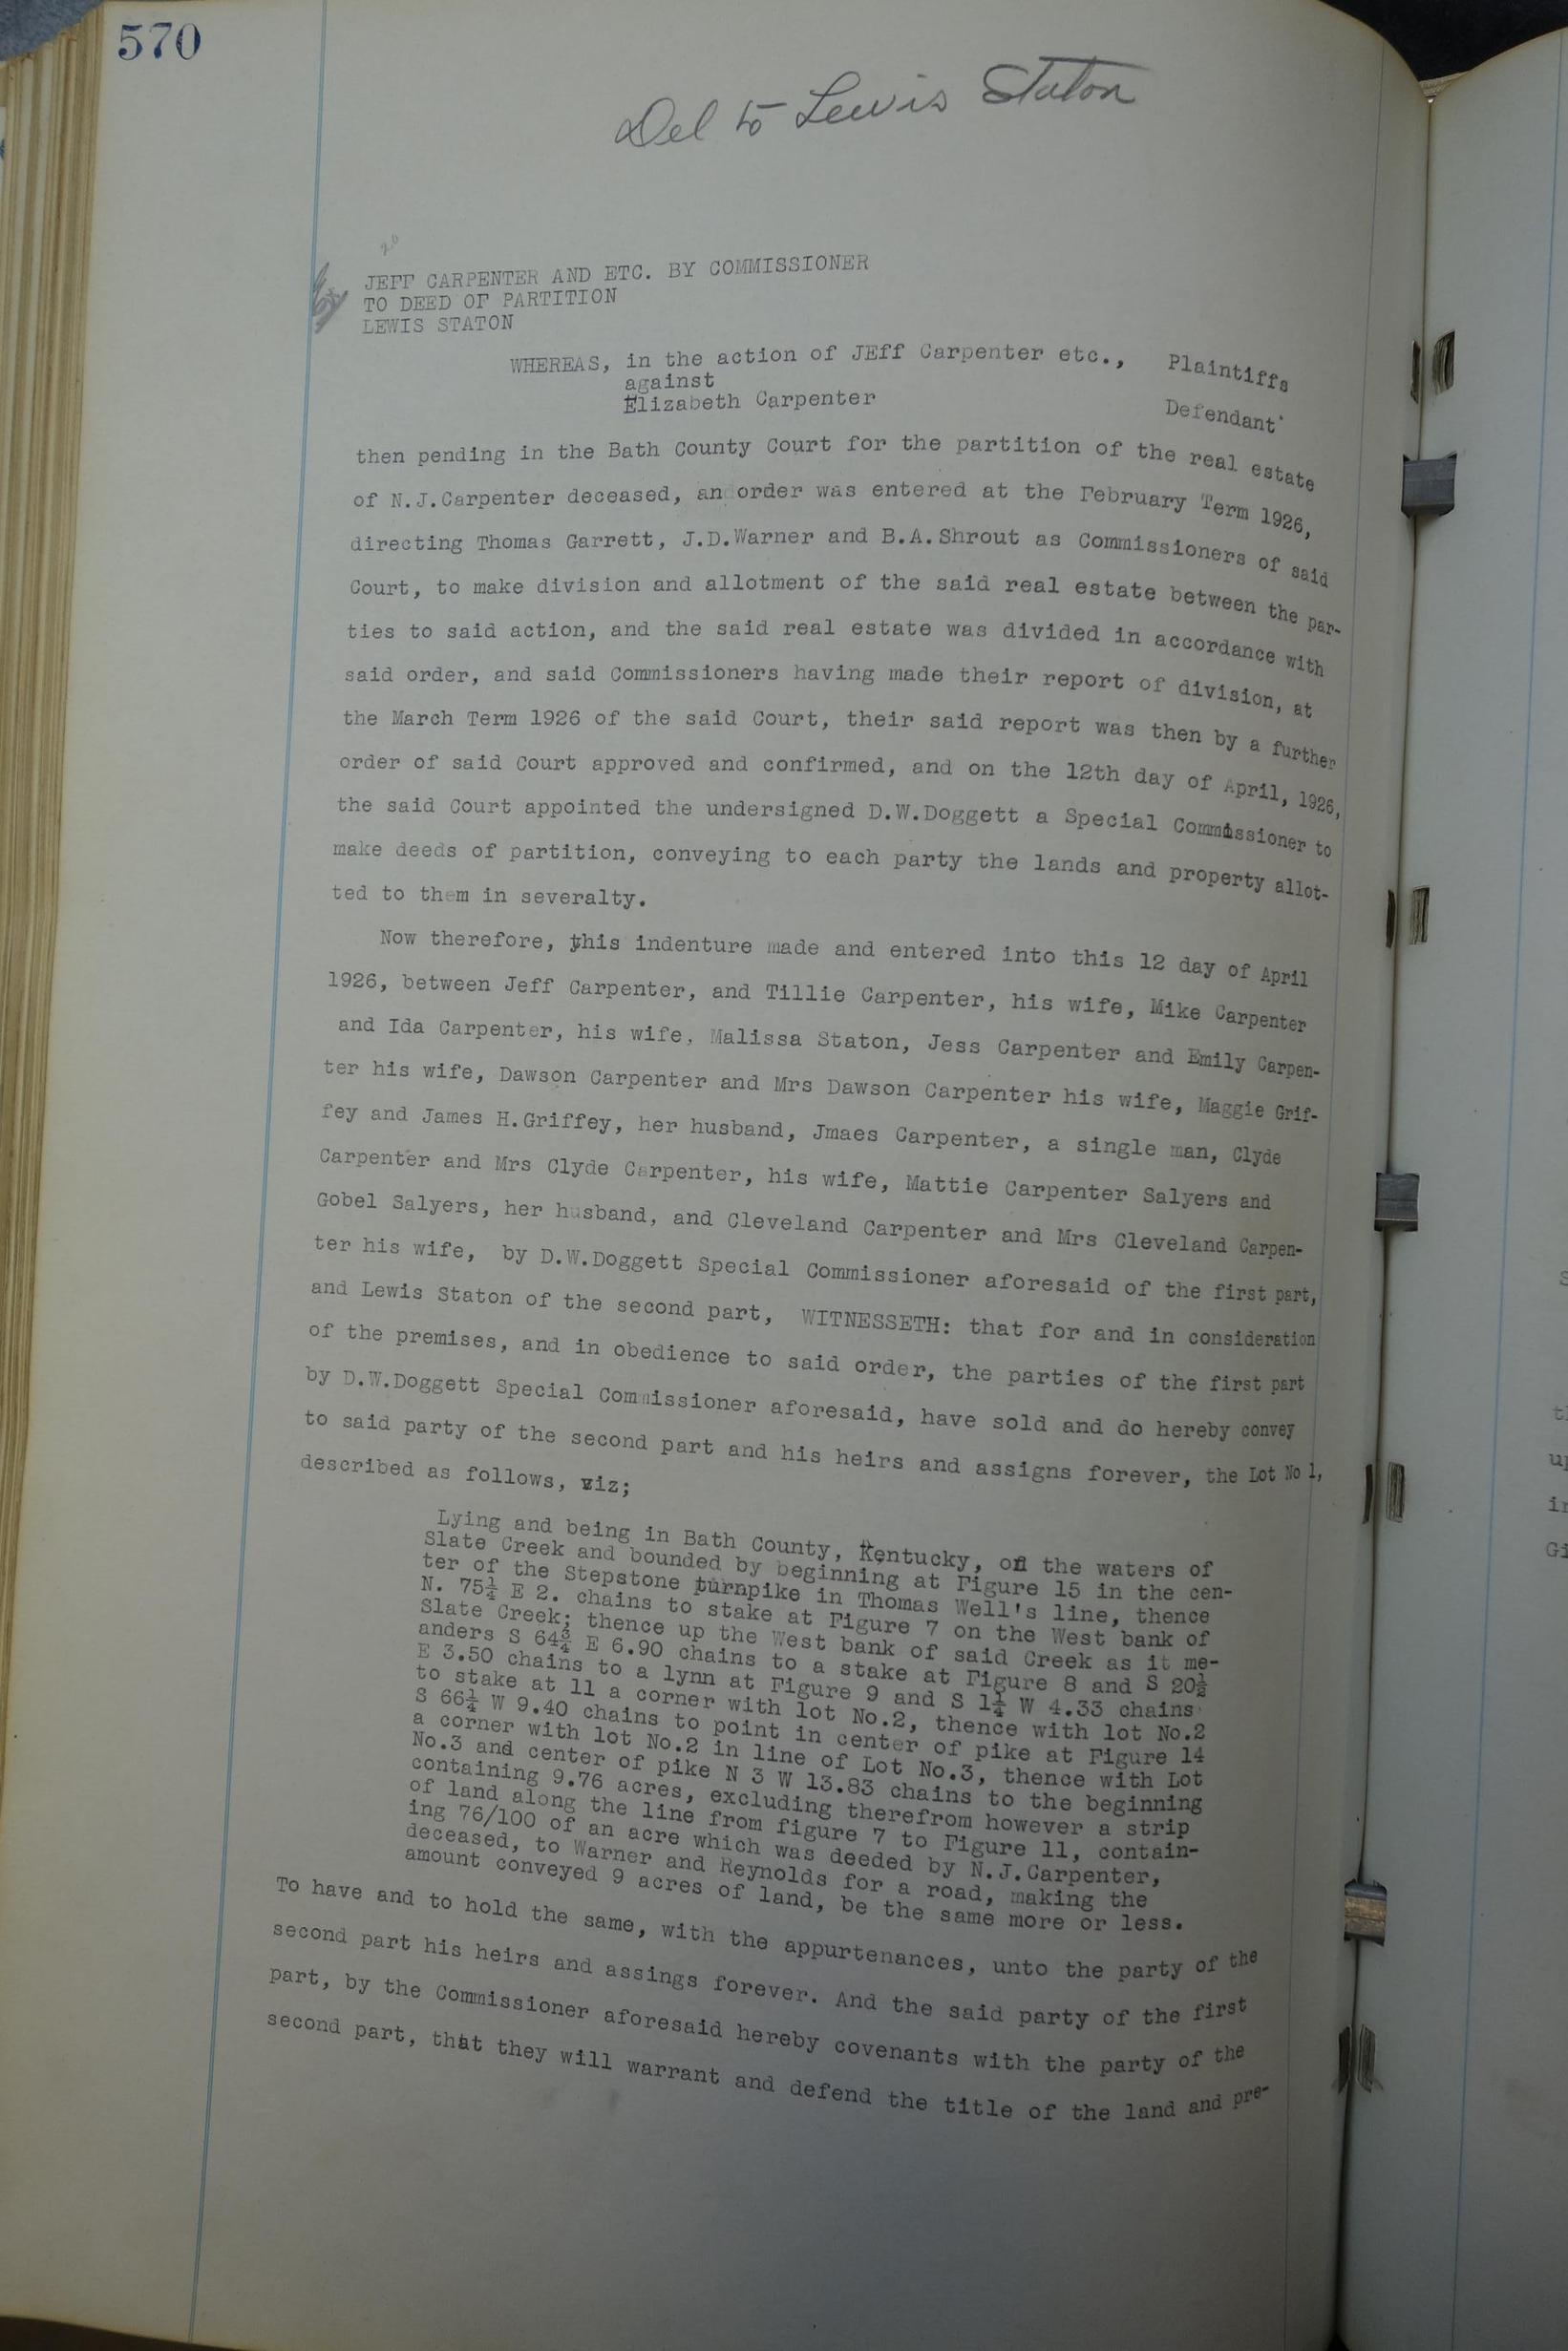 570
Del to Lewis Staton
JEFF CARPENTER AND ETC. BY COMMISSIONER
TO DEED OF PARTITION
LEWIS STATON
WHEREAS, in the action of JEff Carpenter etc., Plaintiffs
against
Elizabeth Carpenter Defendant
then pending in the Bath County Court for the partition of the real estate
of N.J.Carpenter deceased, an order was entered at the February Term 1926,
directing Thomas Garrett, J.D.Warner and B.A.Shrout as Commissioners of said
Court, to make division and allotment of the said real estate between the par-
ties to said action, and the said real estate was divided in accordance with
said order, and said Commissioners having made their report of division, at
the March Term 1926 of the said Court, their said report was then by a further
order of said Court approved and confirmed, and on the 12th day of April, 1926,
the said Court appointed the undersigned D.W.Doggett a Special Commissioner to
make deeds of partition, conveying to each party the lands and property allot-
ted to them in severalty.
Now therefore, this indenture made and entered into this 12 day of April
1926, between Jeff Carpenter, and Tillie Carpenter, his wife, Mike Carpenter
and Ida Carpenter, his wife, Malissa Staton, Jess Carpenter and Emily Carpen-
ter his wife, Dawson Carpenter and Mrs Dawson Carpenter his wife, Maggie Grif-
fey and James H.Griffey, her husband, Jmaes Carpenter, a single man, Clyde
Carpenter and Mrs Clyde Carpenter, his wife, Mattie Carpenter Salyers and
Gobel Salyers, her husband, and Cleveland Carpenter and Mrs Cleveland Carpen-
ter his wife, by D.W.Doggett Special Commissioner aforesaid of the first part,
and Lewis Staton of the second part, WITNESSETH: that for and in consideration
of the premises, and in obedience to said order, the parties of the first part
by D.W.Doggett Special Commissioner aforesaid, have sold and do hereby convey
to said party of the second part and his heirs and assigns forever, the Lot No 1,
described as follows, viz;
Lying and being in Bath County, Kentucky, on the waters of
Slate Creek and bounded by beginning at Figure 15 in the cen-
ter of the Stepstone turnpike in Thomas Well's line, thence
N. 75¼ E 2. chains to stake at Figure 7 on the West bank of
Slate Creek; thence up the West bank of said Creek as it me-
anders S 64¾ E 6.90 chains to a stake at Figure 8 and S 20½
E 3.50 chains to a lynn at Figure 9 and S 1¼ W 4.33 chains
to stake at 11 a corner with lot No.2, thence with lot No.2
S 66¼ W 9.40 chains to point in center of pike at Figure 14
a corner with lot No.2 in line of Lot No.3, thence with Lot
No.3 and center of pike N 3 W 13.83 chains to the beginning
containing 9.76 acres, excluding therefrom however a strip
of land along the line from figure 7 to Figure 11, contain-
ing 76/100 of an acre which was deeded by N.J.Carpenter,
deceased, to Warner and Reynolds for a road, making the
amount conveyed 9 acres of land, be the same more or less.
To have and to hold the same, with the appurtenances, unto the party of the
second part his heirs and assings forever. And the said party of the first
part, by the Commissioner aforesaid hereby covenants with the party of the
second part, that they will warrant and defend the title of the land and pre-